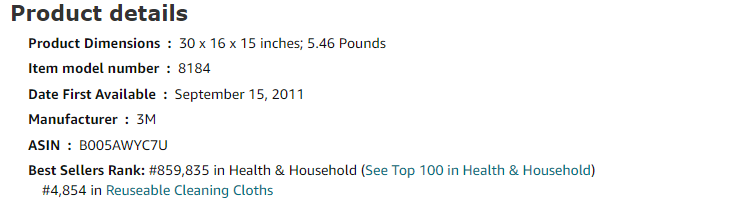 Product details
Product Dimensions : 30 x 16 x 15 inches; 5.46 Pounds
Item model number : 8184
Date First Available : September 15, 2011
Manufacturer : 3M
ASIN : B005AWYC7U
Best Sellers Rank: #859,835 in Health & Household (See Top 100 in Health & Household)
#4,854 in Reuseable Cleaning Cloths